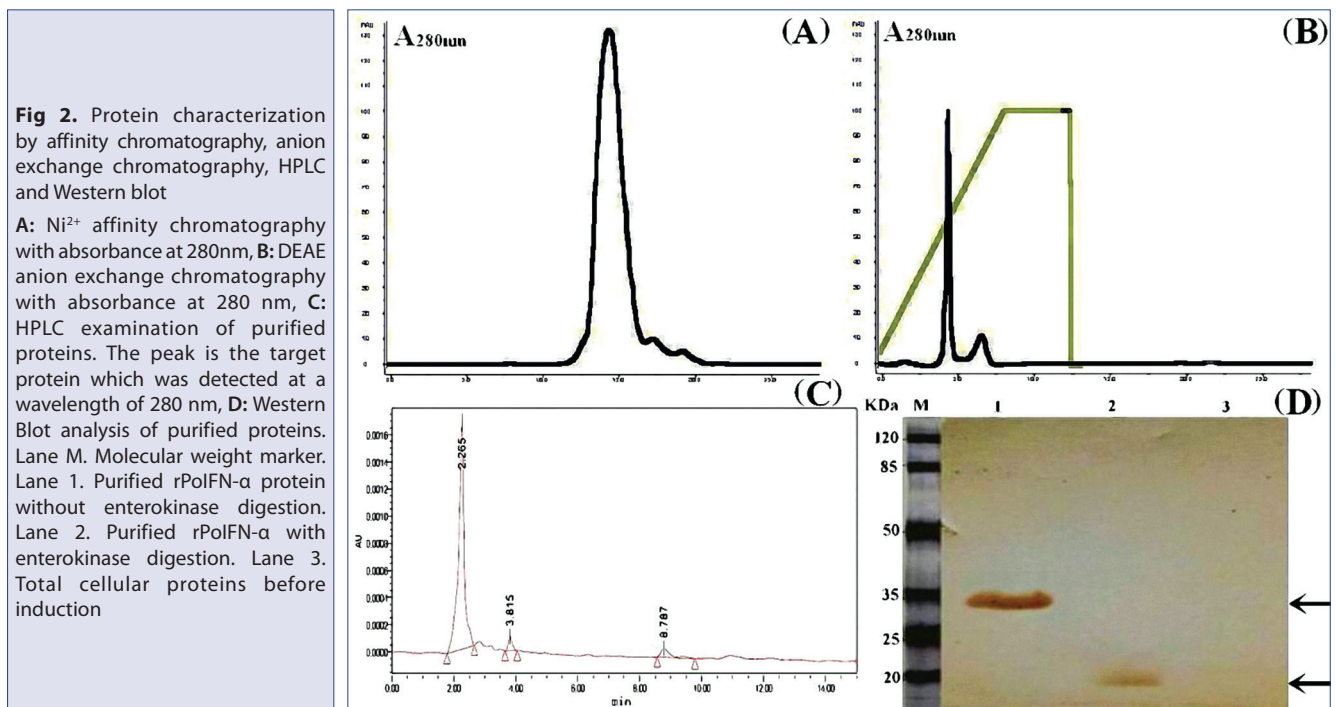 Fig 2. Protein characterization
by affinity chromatography, anion
exchange chromatography, HPLC
and Western blot
A: Ni²⁺ affinity chromatography
with absorbance at 280nm, B: DEAE
anion exchange chromatography
with absorbance at 280 nm, C:
HPLC examination of purified
proteins. The peak is the target
protein which was detected at a
wavelength of 280 nm, D: Western
Blot analysis of purified proteins.
Lane M. Molecular weight marker.
Lane 1. Purified rPoIFN-α protein
without enterokinase digestion.
Lane 2. Purified rPoIFN-α with
enterokinase digestion. Lane 3.
Total cellular proteins before
induction
A280nm
(A)
A280nm
(B)
(C)
2.265
3.815
8.787
AU
0.0016
0.0014
0.0012
0.0010
0.0008
0.0006
0.0004
0.0002
0.0000
0.00 2.00 4.00 6.00 8.00 10.00 12.00 14.00
min
KDa M 1 2 3 (D)
120
85
50
35
25
20